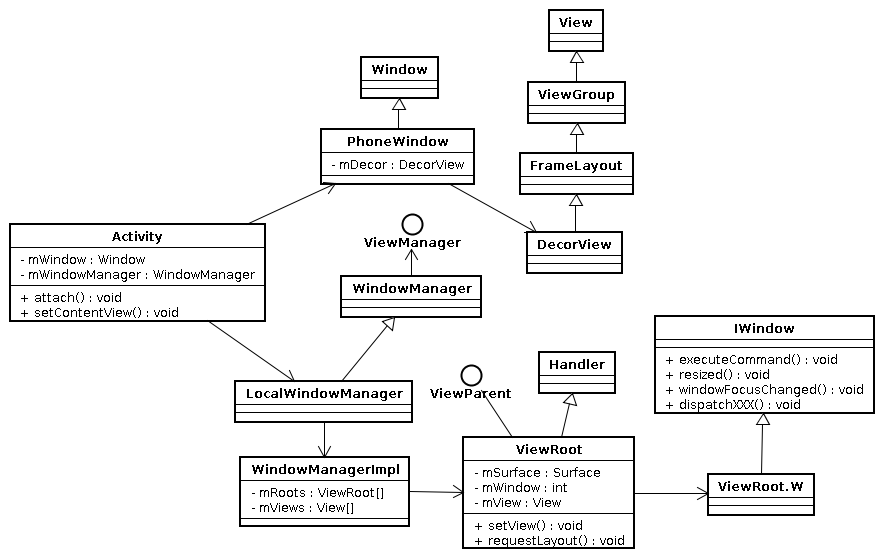 View
Window
ViewGroup
PhoneWindow
- mDecor : DecorView
FrameLayout
Activity
- mWindow : Window
- mWindowManager : WindowManager
+ attach() : void
+ setContentView() : void
ViewManager
DecorView
WindowManager
IWindow
+ executeCommand() : void
+ resized() : void
+ windowFocusChanged() : void
+ dispatchXXX() : void
LocalWindowManager
ViewParent
Handler
WindowManagerImpl
- mRoots : ViewRoot[]
- mViews : View[]
ViewRoot
- mSurface : Surface
- mWindow : int
- mView : View
+ setView() : void
+ requestLayout() : void
ViewRoot.W